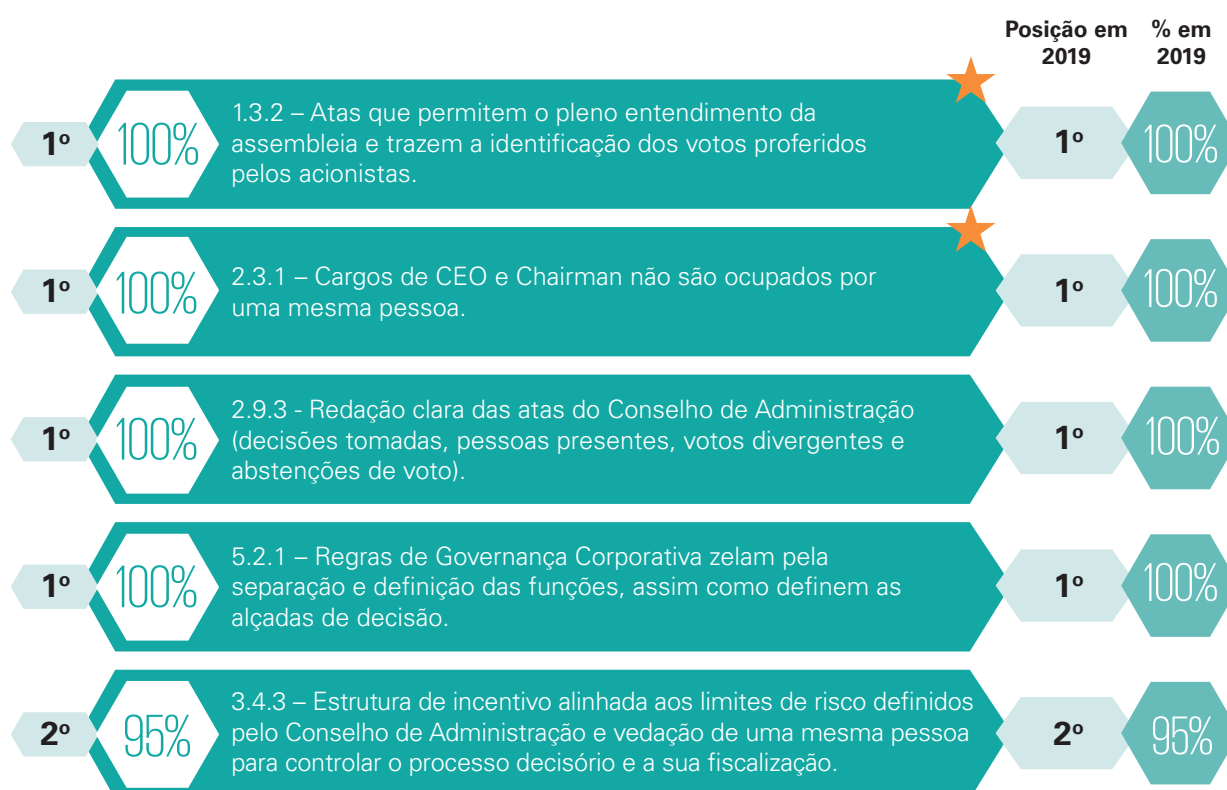 Posição em 2019
% em 2019
1º
100%
1.3.2 – Atas que permitem o pleno entendimento da
assembleia e trazem a identificação dos votos proferidos
pelos acionistas.
1º
100%
1º
100%
2.3.1 – Cargos de CEO e Chairman não são ocupados por
uma mesma pessoa.
1º
100%
1º
100%
2.9.3 - Redação clara das atas do Conselho de Administração
(decisões tomadas, pessoas presentes, votos divergentes e
abstenções de voto).
1º
100%
1º
100%
5.2.1 – Regras de Governança Corporativa zelam pela
separação e definição das funções, assim como definem as
alçadas de decisão.
1º
100%
2º
95%
3.4.3 – Estrutura de incentivo alinhada aos limites de risco definidos
pelo Conselho de Administração e vedação de uma mesma pessoa
para controlar o processo decisório e a sua fiscalização.
2º
95%